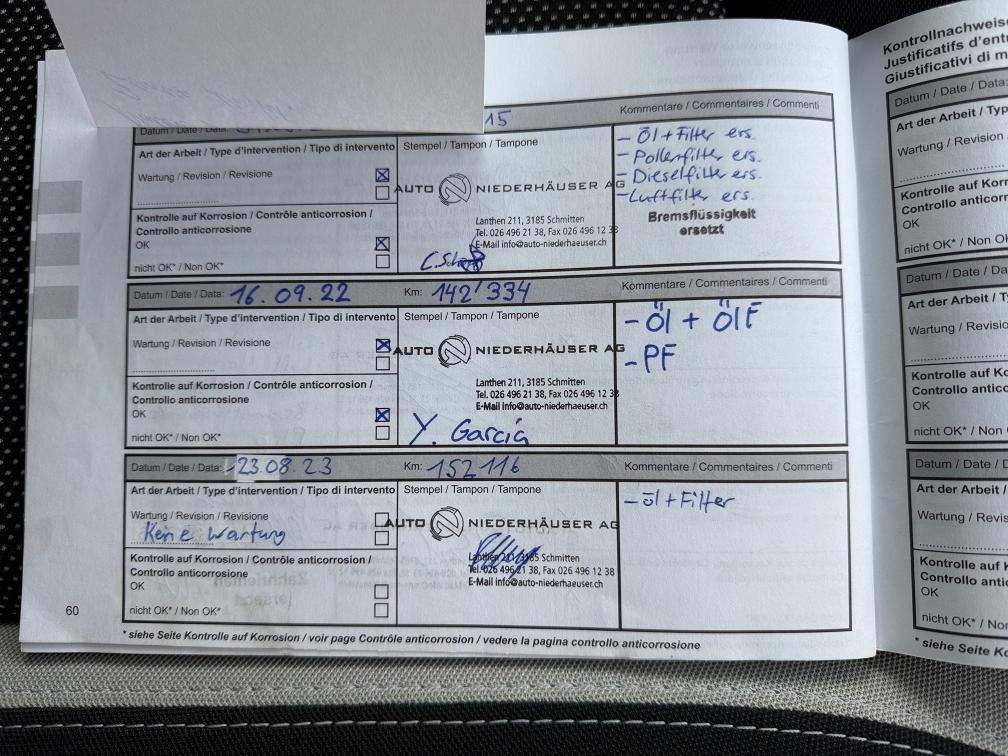 15
Kommentare / Commentaires / Commenti
Art der Arbeit / Type d'intervention / Tipo di intervento
Wartung / Revision / Revisione
Kontrolle auf Korrosion / Contrôle anticorrosion /
Controllo anticorrosione
OK
nicht OK* / Non OK*
Stempel / Tampon / Tampone
AUTO NIEDERHÄUSER AG
Lanthen 211, 3185 Schmitten
Tel. 026 496 21 38, Fax 026 496 12 38
E-Mail info@auto-niederhaeuser.ch
- Öl + Filter ers.
- Pollenfilter ers.
- Dieselfilter ers.
- Luftfilter ers.
Bremsflüssigkeit
ersetzt
Datum / Date / Data: 16.09.22
Km: 142'334
Kommentare / Commentaires / Commenti
Art der Arbeit / Type d'intervention / Tipo di intervento
Wartung / Revision / Revisione
Kontrolle auf Korrosion / Contrôle anticorrosion /
Controllo anticorrosione
OK
nicht OK* / Non OK*
Stempel / Tampon / Tampone
AUTO NIEDERHÄUSER AG
Lanthen 211, 3185 Schmitten
Tel. 026 496 21 38, Fax 026 496 12 38
E-Mail info@auto-niederhaeuser.ch
Y. Garcia
- Öl + ÖlF
- PF
Datum / Date / Data: 23.08.23
Km: 152 116
Kommentare / Commentaires / Commenti
Art der Arbeit / Type d'intervention / Tipo di intervento
Wartung / Revision / Revisione
Keine Wartung
Kontrolle auf Korrosion / Contrôle anticorrosion /
Controllo anticorrosione
OK
nicht OK* / Non OK*
Stempel / Tampon / Tampone
AUTO NIEDERHÄUSER AG
Lanthen 211, 3185 Schmitten
Tel. 026 496 21 38, Fax 026 496 12 38
E-Mail info@auto-niederhaeuser.ch
- öl + Filter
60
* siehe Seite Kontrolle auf Korrosion / voir page Contrôle anticorrosion / vedere la pagina controllo anticorrosione
Kontrollnachweise
Justificatifs d'ent
Giustificativi di m
Datum / Date / Data:
Art der Arbeit / Typ
Wartung / Revision
Kontrolle auf Korr
Controllo anticorr
OK
nicht OK* / Non OK
Datum / Date / Da
Art der Arbeit / T
Wartung / Revisio
Kontrolle auf Ko
Controllo antico
OK
nicht OK* / Non
Datum / Date / D
Art der Arbeit /
Wartung / Revis
Kontrolle auf K
Controllo anti
OK
nicht OK* / No
* siehe Seite Ko